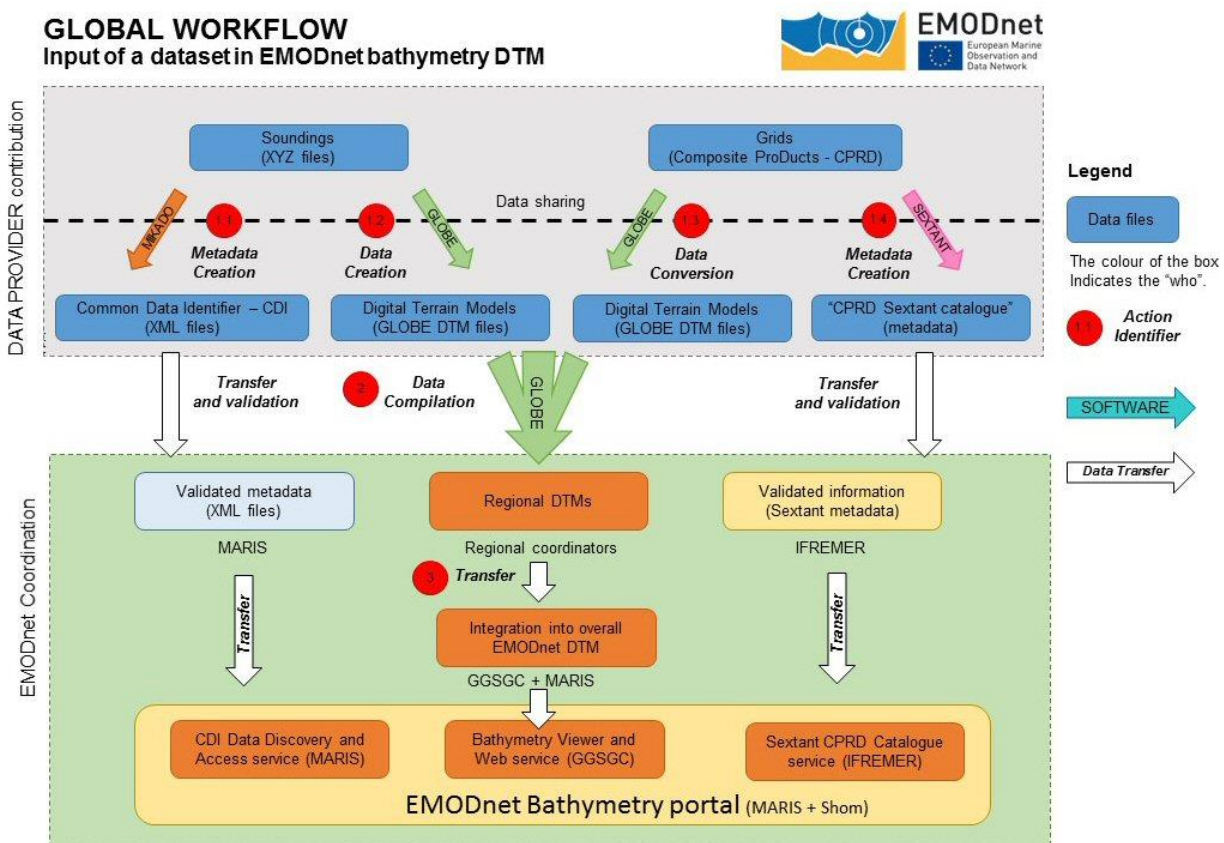 GLOBAL WORKFLOW
Input of a dataset in EMODnet bathymetry DTM
EMODnet
European Marine
Observation and
Data Network
DATA PROVIDER contribution
Soundings
(XYZ files)
Grids
(Composite ProDucts - CPRD)
Data sharing
MIKADO
1.1
Metadata
Creation
1.2
Data
Creation
GLOBE
GLOBE
1.3
Data
Conversion
1.4
Metadata
Creation
SEXTANT
Common Data Identifier – CDI
(XML files)
Digital Terrain Models
(GLOBE DTM files)
Digital Terrain Models
(GLOBE DTM files)
“CPRD Sextant catalogue”
(metadata)
Transfer
and validation
2
Data
Compilation
GLOBE
Transfer
and validation
EMODnet Coordination
Validated metadata
(XML files)
MARIS
Regional DTMs
Regional coordinators
Validated information
(Sextant metadata)
IFREMER
3
Transfer
Transfer
Transfer
Integration into overall
EMODnet DTM
GGSGC + MARIS
CDI Data Discovery and
Access service (MARIS)
Bathymetry Viewer and
Web service (GGSGC)
Sextant CPRD Catalogue
service (IFREMER)
EMODnet Bathymetry portal (MARIS + Shom)
Legend
Data files
The colour of the box
Indicates the “who”.
1.1
Action
Identifier
SOFTWARE
Data Transfer